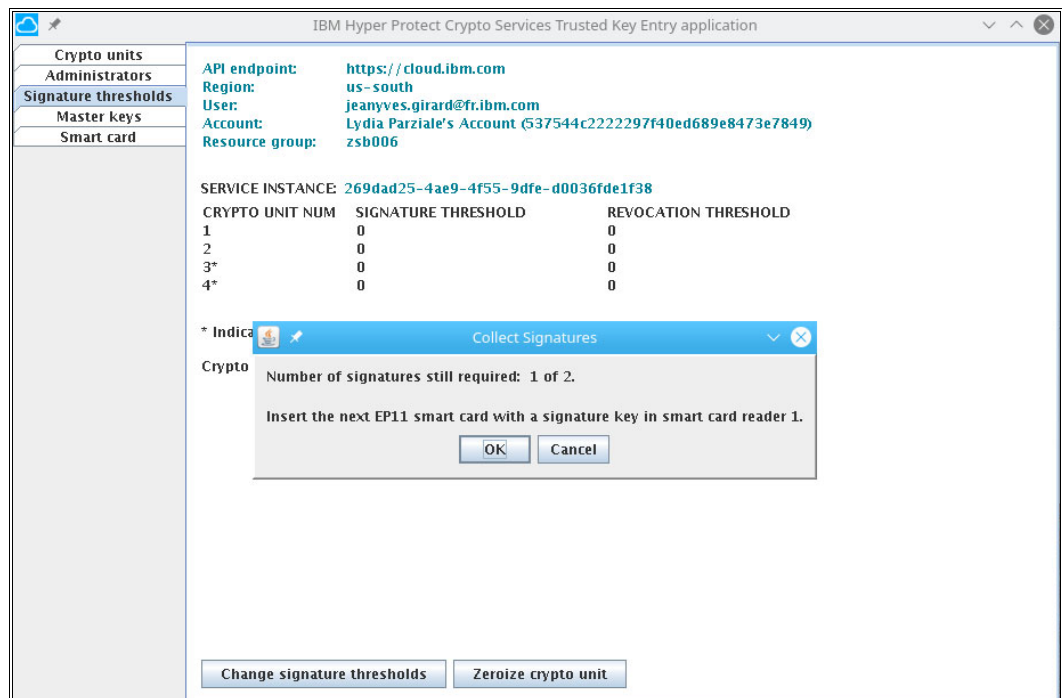 IBM Hyper Protect Crypto Services Trusted Key Entry application
Crypto units
Administrators
Signature thresholds
Master keys
Smart card
API endpoint: https://cloud.ibm.com
Region: us-south
User: jeanyves.girard@fr.ibm.com
Account: Lydia Parziale's Account (537544c2222297f40ed689e8473e7849)
Resource group: zsb006
SERVICE INSTANCE: 269dad25-4ae9-4f55-9dfe-d0036fde1f38
CRYPTO UNIT NUM SIGNATURE THRESHOLD REVOCATION THRESHOLD
1 0 0
2 0 0
3* 0 0
4* 0 0
* Indica
Collect Signatures
Crypto
Number of signatures still required: 1 of 2.
Insert the next EP11 smart card with a signature key in smart card reader 1.
OK Cancel
Change signature thresholds Zeroize crypto unit